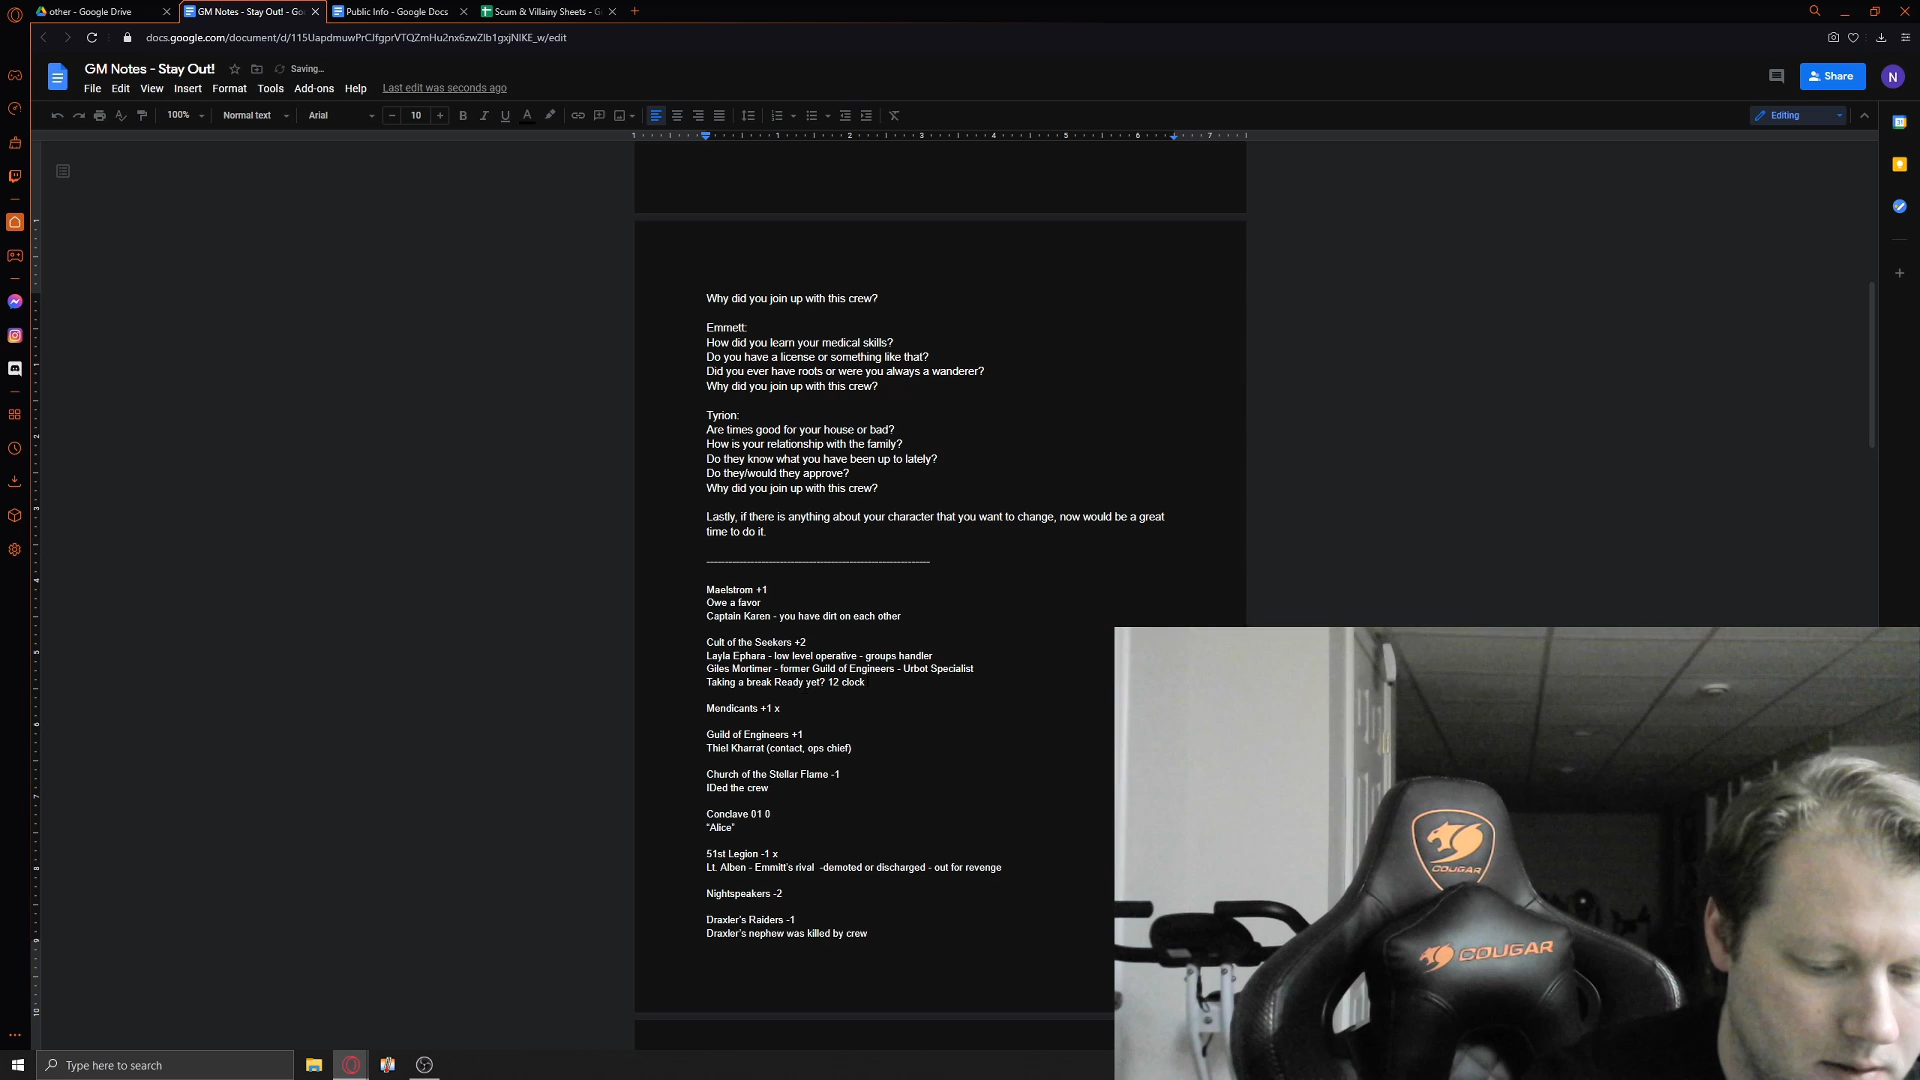 other - Google Drive
GM Notes - Stay Out! - Go
Public Info - Google Docs
Scum & Villainy Sheets - G
docs.google.com/document/d/115UapdmuwPrCJfgprVTQZmHu2nx6zwZIb1gxjNIKE_w/edit
GM Notes - Stay Out!
Saving...
File Edit View Insert Format Tools Add-ons Help Last edit was seconds ago
Share
N
100% Normal text Arial 10 Editing
Why did you join up with this crew?
Emmett:
How did you learn your medical skills?
Do you have a license or something like that?
Did you ever have roots or were you always a wanderer?
Why did you join up with this crew?
Tyrion:
Are times good for your house or bad?
How is your relationship with the family?
Do they know what you have been up to lately?
Do they/would they approve?
Why did you join up with this crew?
Lastly, if there is anything about your character that you want to change, now would be a great
time to do it.
Maelstrom +1
Owe a favor
Captain Karen - you have dirt on each other
Cult of the Seekers +2
Layla Ephara - low level operative - groups handler
Giles Mortimer - former Guild of Engineers - Urbot Specialist
Taking a break Ready yet? 12 clock
Mendicants +1 x
Guild of Engineers +1
Thiel Kharrat (contact, ops chief)
Church of the Stellar Flame -1
IDed the crew
Conclave 01 0
“Alice”
51st Legion -1 x
Lt. Alben - Emmitt's rival  -demoted or discharged - out for revenge
Nightspeakers -2
Draxler's Raiders -1
Draxler's nephew was killed by crew
COUGAR
COUGAR
Type here to search